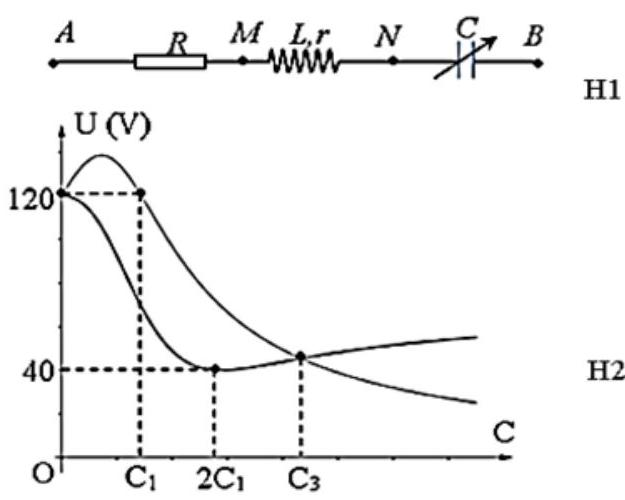 A R M L,r N C B
H1
U (V)
120
40
H2
O C₁ 2C₁ C₃ C